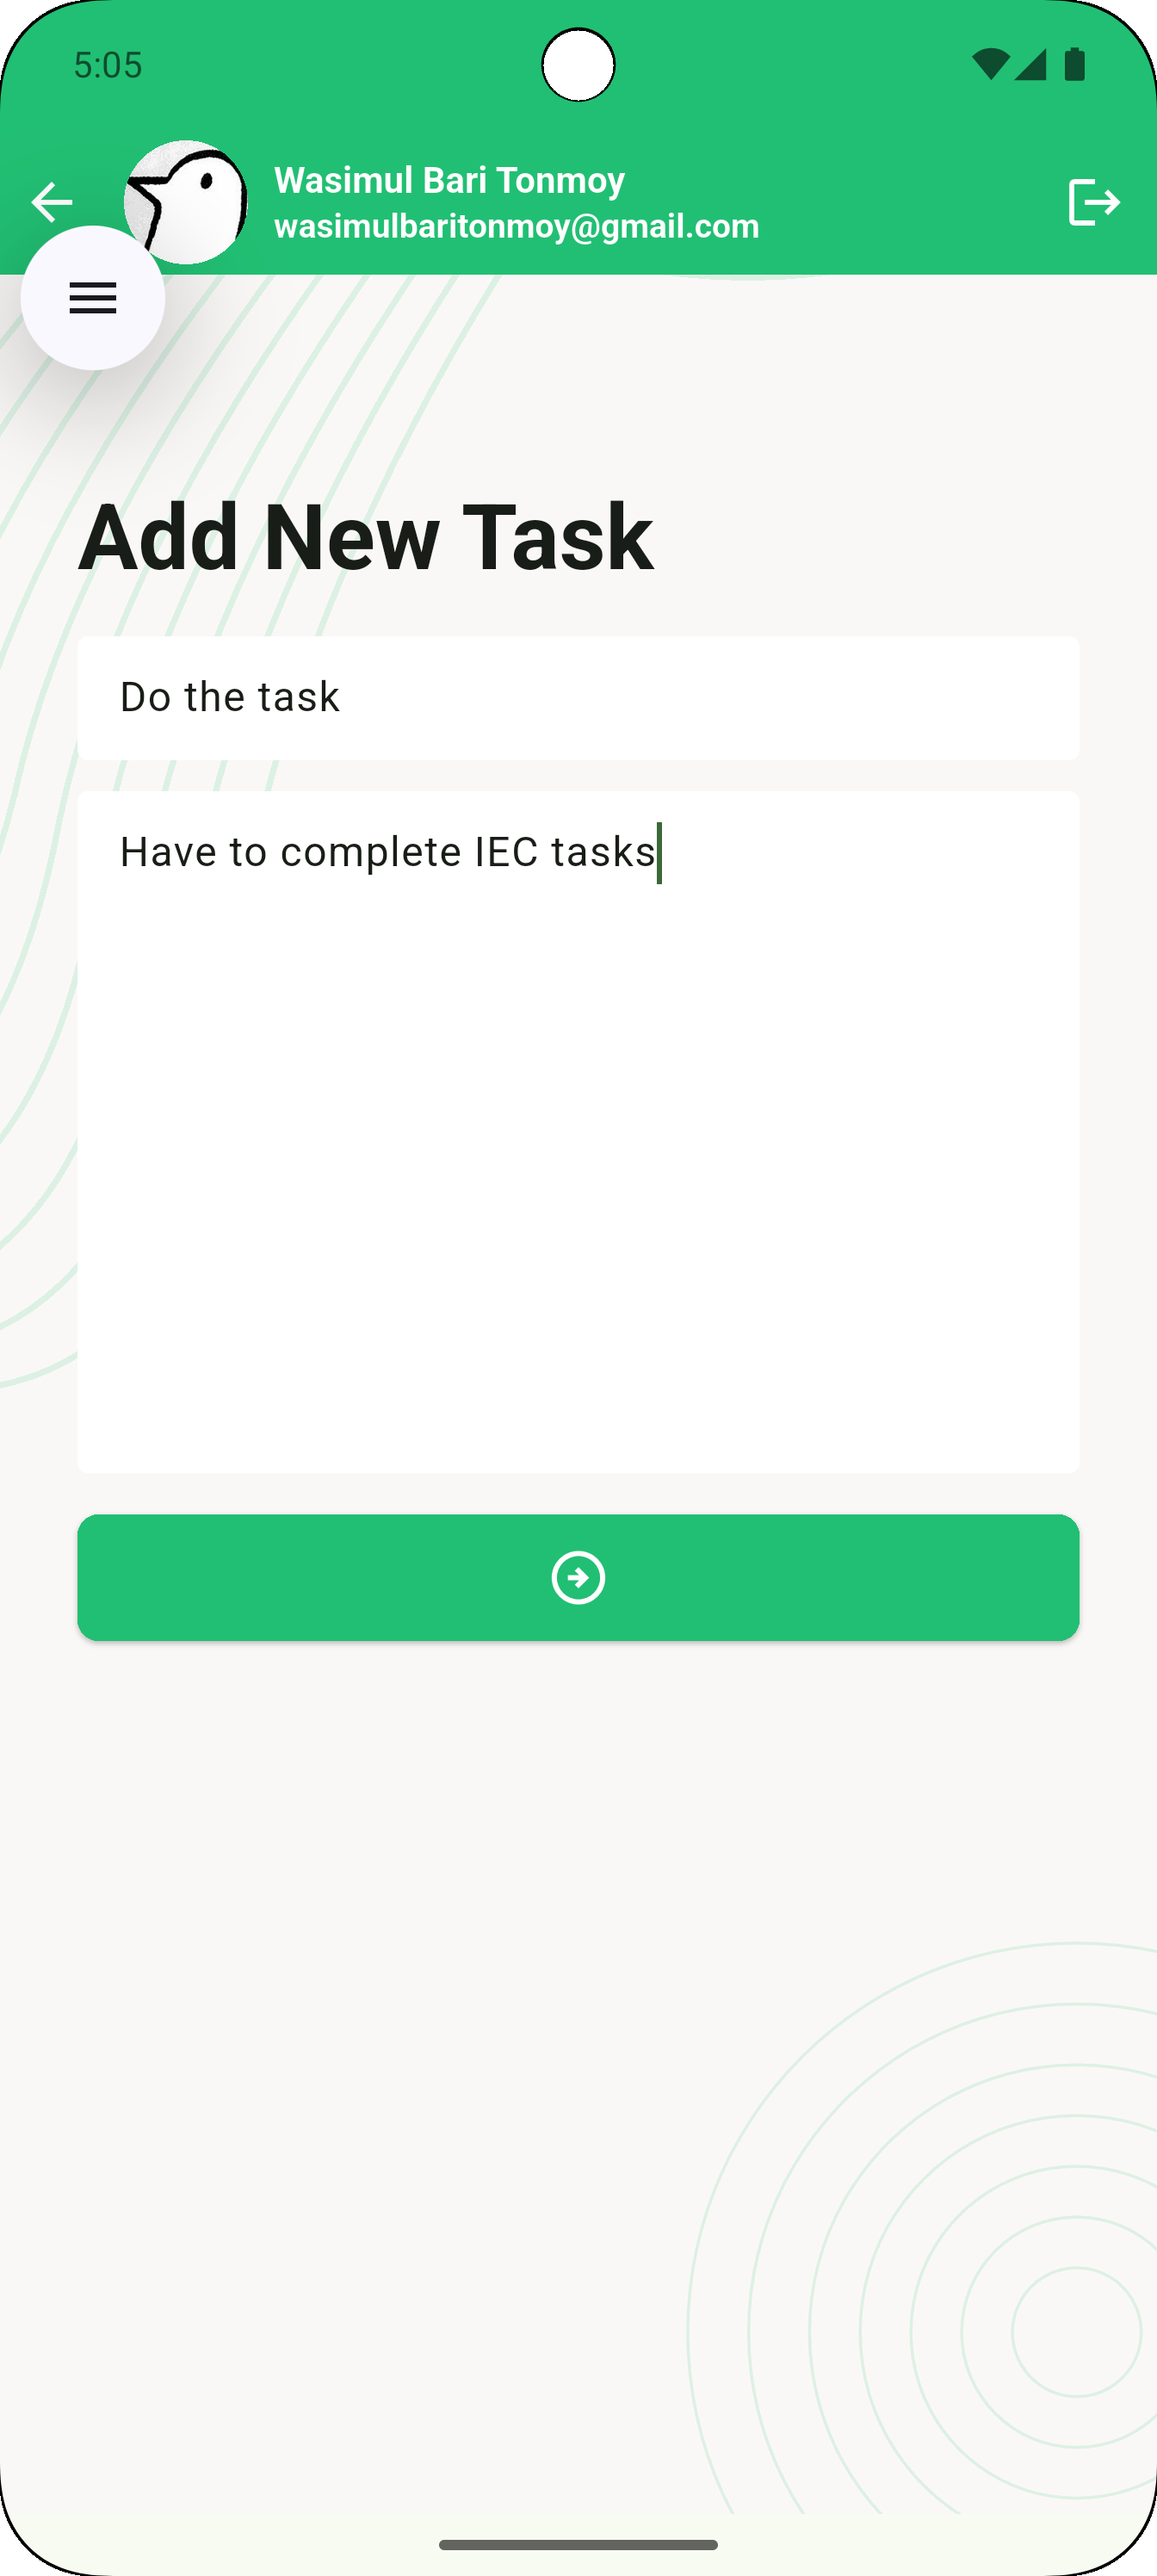 5:05
Wasimul Bari Tonmoy
wasimulbaritonmoy@gmail.com
Add New Task
Do the task
Have to complete IEC tasks